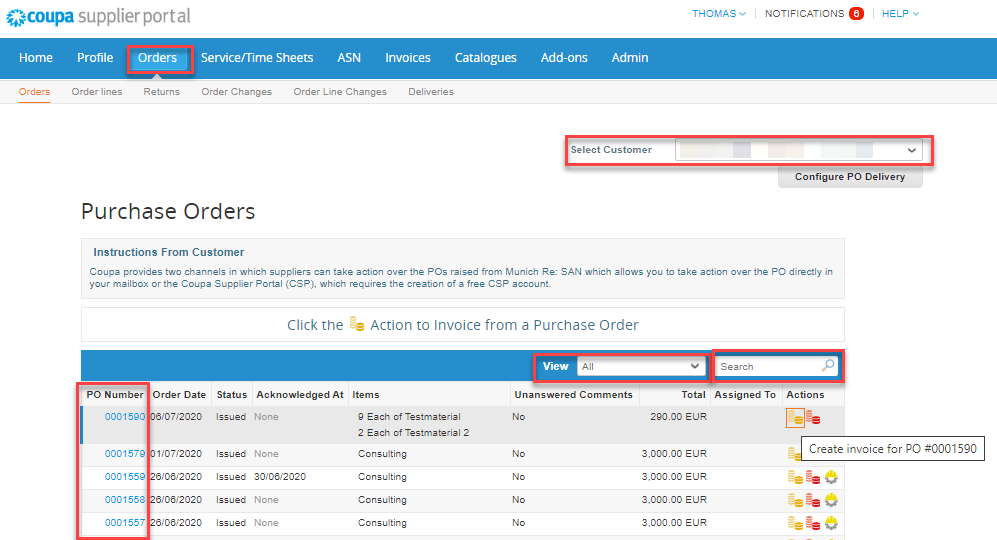 coupa supplier portal
THOMAS NOTIFICATIONS 6 HELP
Home Profile Orders Service/Time Sheets ASN Invoices Catalogues Add-ons Admin
Orders Order lines Returns Order Changes Order Line Changes Deliveries
Select Customer
Configure PO Delivery
Purchase Orders
Instructions From Customer
Coupa provides two channels in which suppliers can take action over the POs raised from Munich Re: SAN which allows you to take action over the PO directly in
your mailbox or the Coupa Supplier Portal (CSP), which requires the creation of a free CSP account.
Click the Action to Invoice from a Purchase Order
View All Search
PO Number Order Date Status Acknowledged At Items Unanswered Comments Total Assigned To Actions
0001590 06/07/2020 Issued None 9 Each of Testmaterial No 290.00 EUR
2 Each of Testmaterial 2
Create invoice for PO #0001590
0001579 01/07/2020 Issued None Consulting No 3,000.00 EUR
0001559 26/06/2020 Issued 30/06/2020 Consulting No 3,000.00 EUR
0001558 26/06/2020 Issued None Consulting No 3,000.00 EUR
0001557 26/06/2020 Issued None Consulting No 3,000.00 EUR